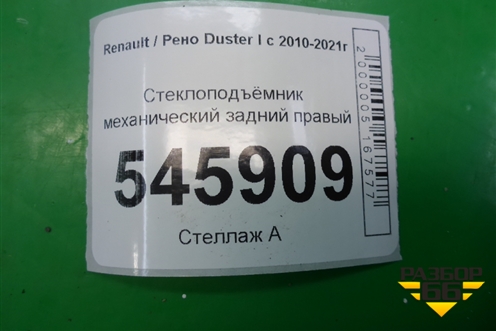 Renault / Рено Duster I с 2010-2021г
Стеклоподъёмник
механический задний правый
545909
Стеллаж А
2000005167577
РАЗБОР
66